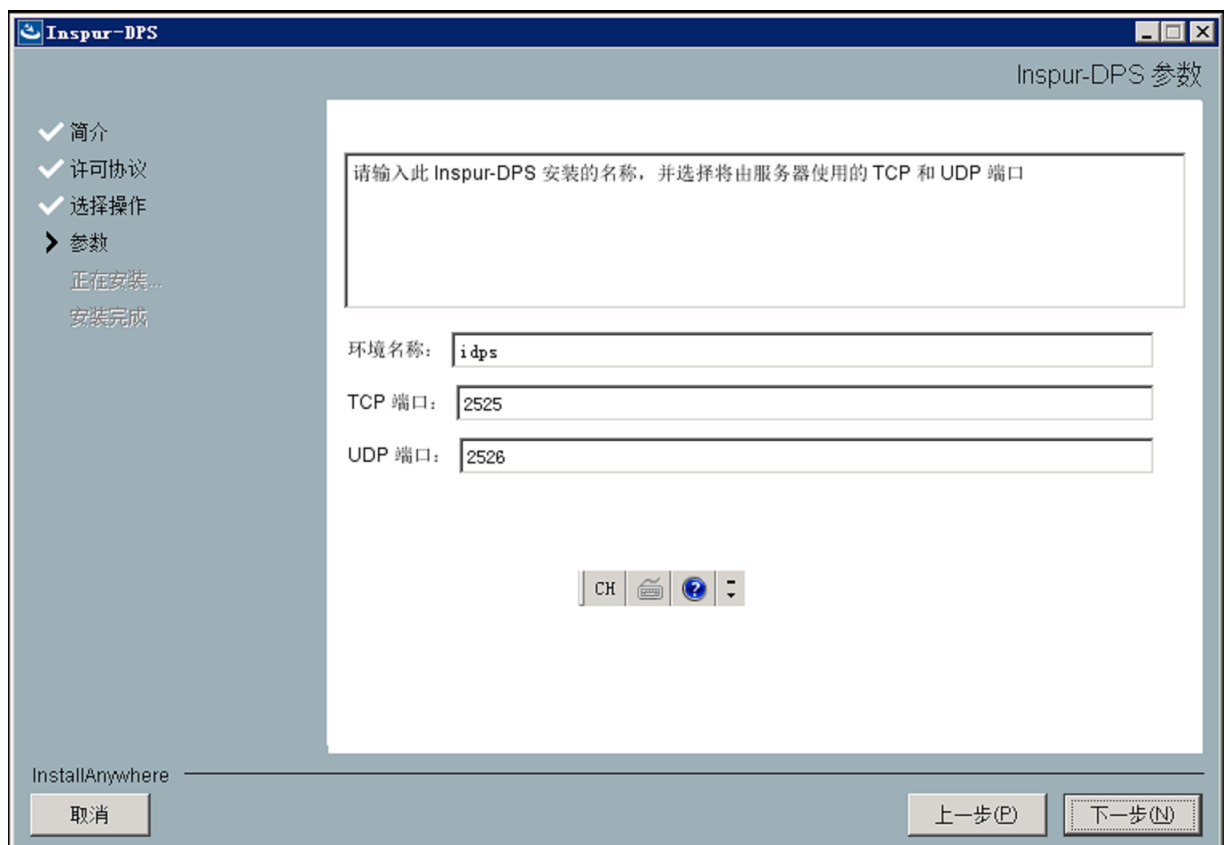 Inspur-DPS
Inspur-DPS 参数
简介
许可协议
选择操作
参数
正在安装...
安装完成
请输入此 Inspur-DPS 安装的名称，并选择将由服务器使用的 TCP 和 UDP 端口
环境名称： idps
TCP 端口： 2525
UDP 端口： 2526
CH
InstallAnywhere
取消
上一步(P)
下一步(N)